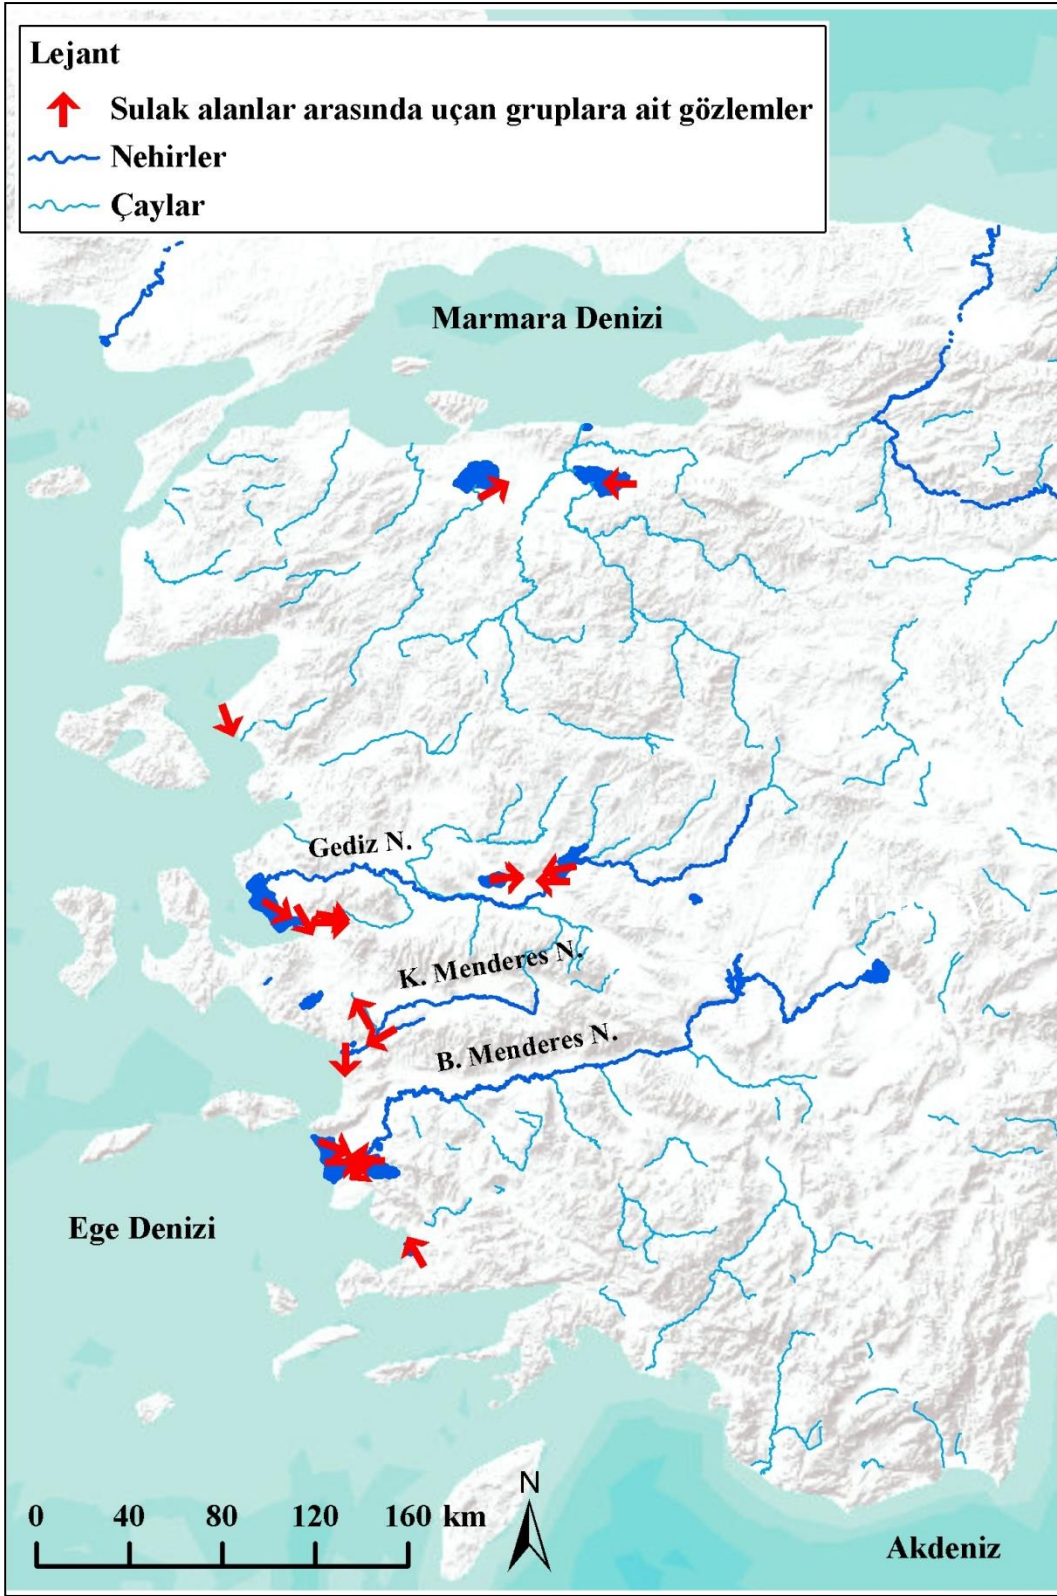 Lejant
Sulak alanlar arasında uçan gruplara ait gözlemler
Nehirler
Çaylar
Marmara Denizi
Gediz N.
K. Menderes N.
B. Menderes N.
Ege Denizi
N
0 40 80 120 160 km
Akdeniz